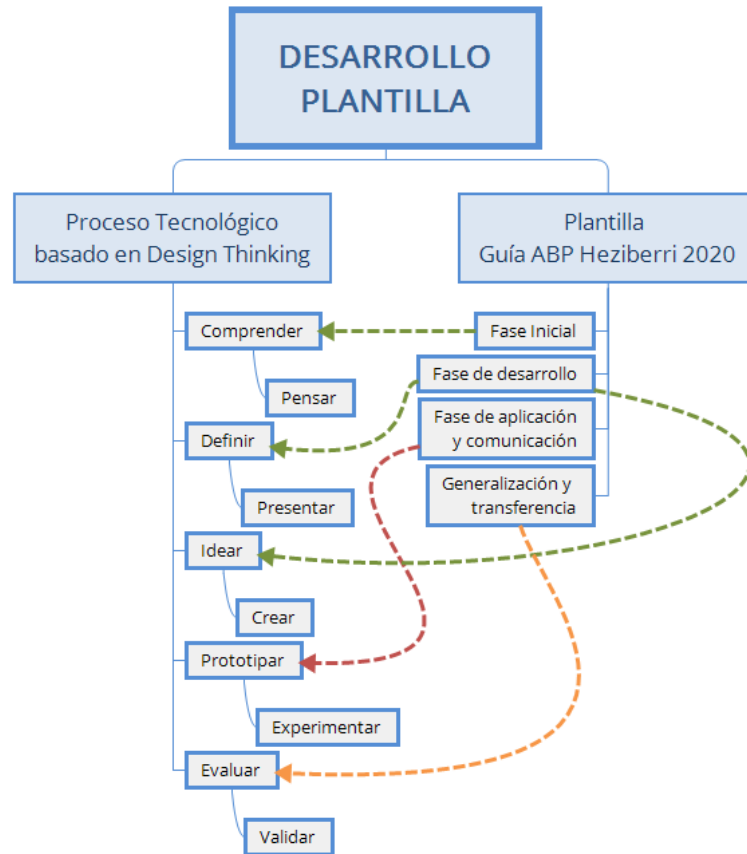 DESARROLLO
PLANTILLA
Proceso Tecnológico
basado en Design Thinking
Plantilla
Guía ABP Heziberri 2020
Comprender
Pensar
Definir
Presentar
Idear
Crear
Prototipar
Experimentar
Evaluar
Validar
Fase Inicial
Fase de desarrollo
Fase de aplicación
y comunicación
Generalización y
transferencia